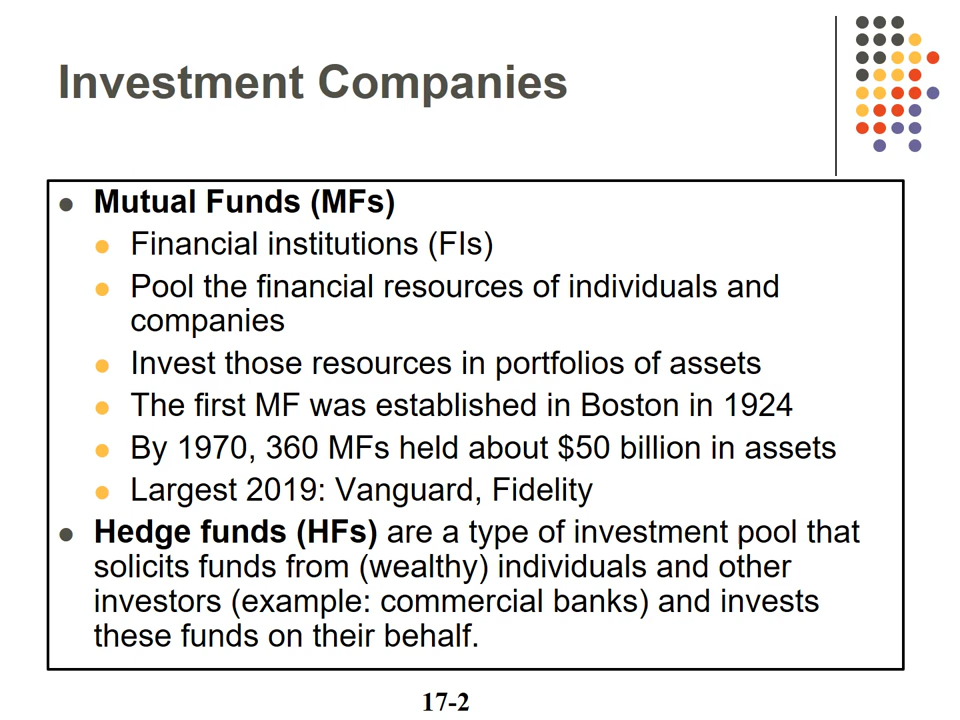 Investment Companies
Mutual Funds (MFs)
Financial institutions (FIs)
Pool the financial resources of individuals and
companies
Invest those resources in portfolios of assets
The first MF was established in Boston in 1924
By 1970, 360 MFs held about $50 billion in assets
Largest 2019: Vanguard, Fidelity
Hedge funds (HFs) are a type of investment pool that
solicits funds from (wealthy) individuals and other
investors (example: commercial banks) and invests
these funds on their behalf.
17-2